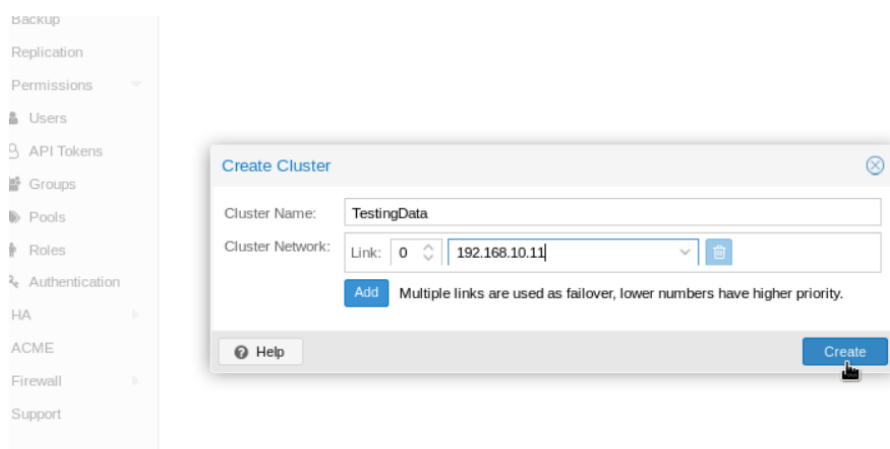 Backup
Replication
Permissions
Users
API Tokens
Groups
Pools
Roles
Authentication
HA
ACME
Firewall
Support
Create Cluster
Cluster Name: TestingData
Cluster Network: Link: 0 192.168.10.11
Add Multiple links are used as failover, lower numbers have higher priority.
Help Create